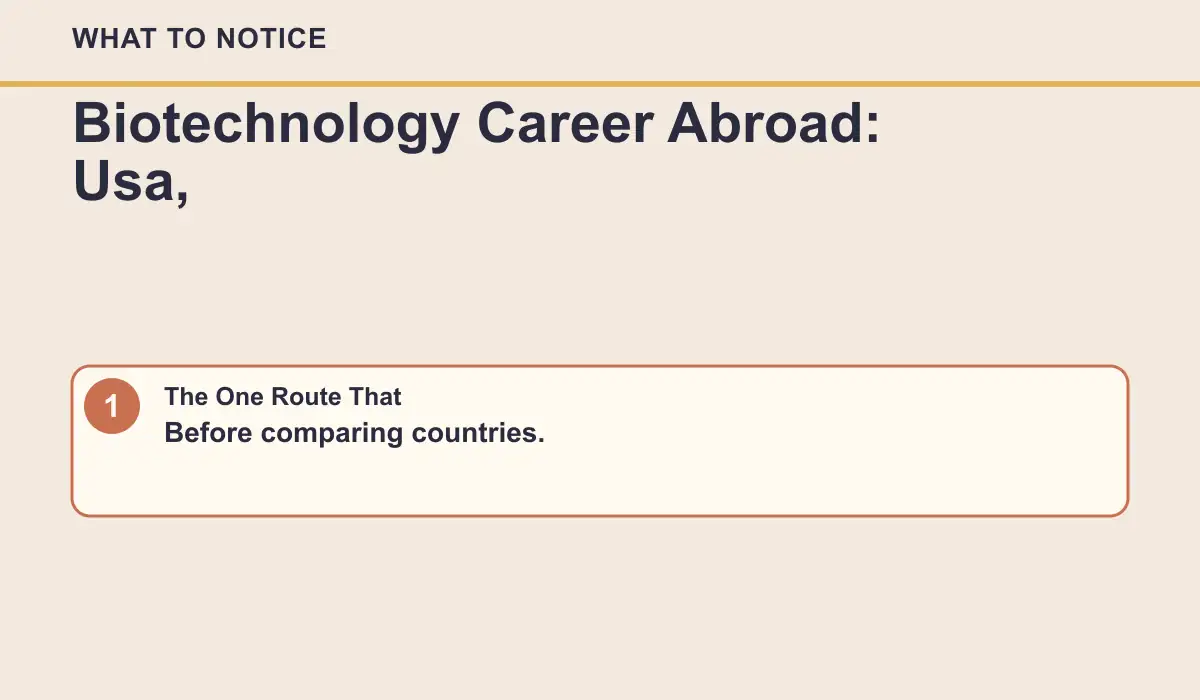 WHAT TO NOTICE
Biotechnology Career Abroad:
Usa,
1
The One Route That
Before comparing countries.